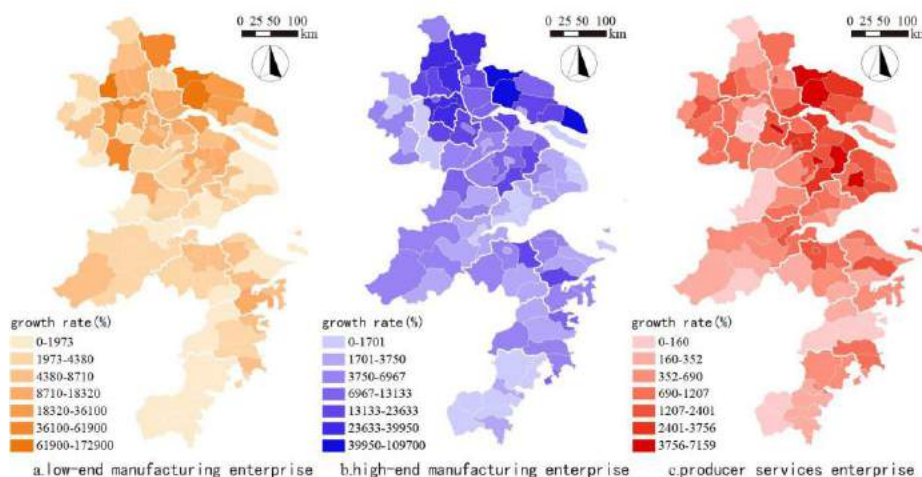 0 25 50 100
km
0 25 50 100
km
0 25 50 100
km
growth rate(%)
0-1973
1973-4380
4380-8710
8710-18320
18320-36100
36100-61900
61900-172900
a.low-end manufacturing enterprise
growth rate(%)
0-1701
1701-3750
3750-6967
6967-13133
13133-23633
23633-39950
39950-109700
b.high-end manufacturing enterprise
growth rate(%)
0-160
160-352
352-690
690-1207
1207-2401
2401-3756
3756-7159
c.producer services enterprise